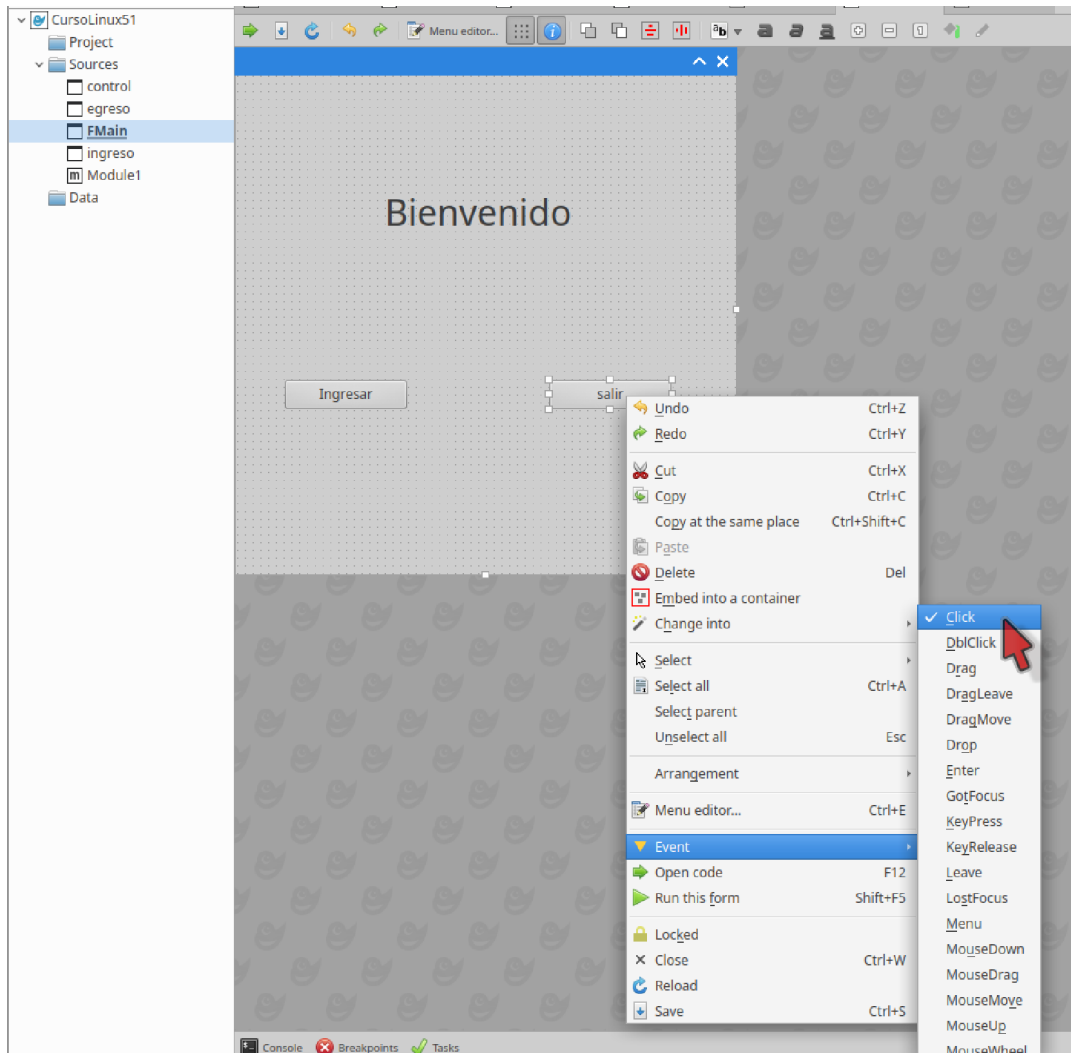 CursoLinux51
Project
Sources
control
egreso
FMain
ingreso
m Module1
Data
Menu editor...
Bienvenido
Ingresar
salir
Undo Ctrl+Z
Redo Ctrl+Y
Cut Ctrl+X
Copy Ctrl+C
Copy at the same place Ctrl+Shift+C
Paste
Delete Del
Embed into a container
Change into
Select
Select all Ctrl+A
Select parent
Unselect all Esc
Arrangement
Menu editor... Ctrl+E
Event
Open code F12
Run this form Shift+F5
Locked
Close Ctrl+W
Reload
Save Ctrl+S
Click
DblClick
Drag
DragLeave
DragMove
Drop
Enter
GotFocus
KeyPress
KeyRelease
Leave
LostFocus
Menu
MouseDown
MouseDrag
MouseMove
MouseUp
MouseWheel
Console Breakpoints Tasks